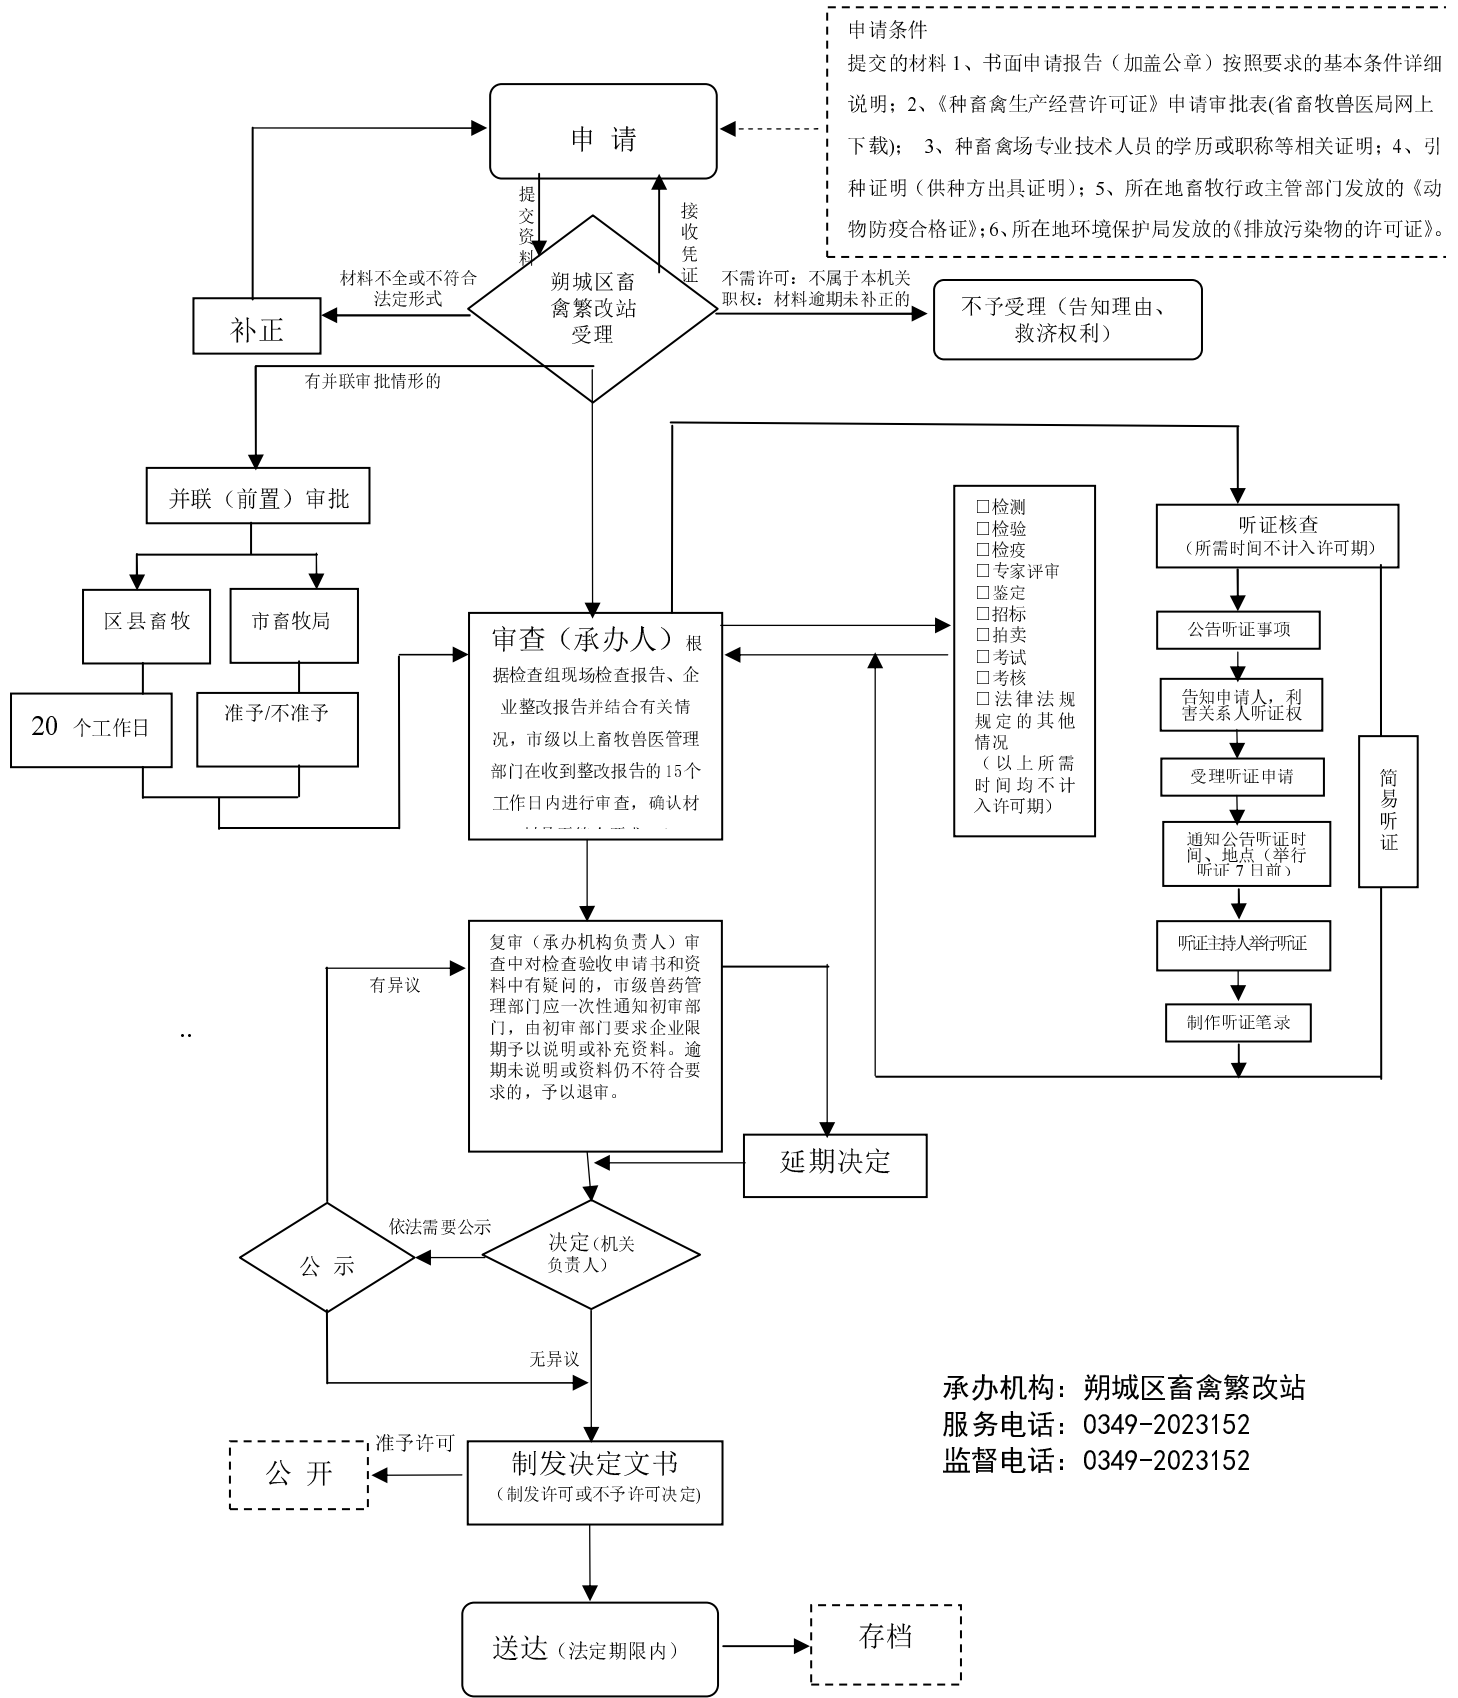 申请条件
提交的材料 1、书面申请报告（加盖公章）按照要求的基本条件详细
说明；2、《种畜禽生产经营许可证》申请审批表(省畜牧兽医局网上
下载)； 3、种畜禽场专业技术人员的学历或职称等相关证明；4、引
种证明（供种方出具证明）；5、所在地畜牧行政主管部门发放的《动
物防疫合格证》；6、所在地环境保护局发放的《排放污染物的许可证》。
申 请
提交资料
接收凭证
朔城区畜
禽繁改站
受理
材料不全或不符合
法定形式
补正
不需许可：不属于本机关
职权：材料逾期未补正的
不予受理（告知理由、
救济权利）
有并联审批情形的
并联（前置）审批
区县畜牧
市畜牧局
20 个工作日
准予/不准予
审查（承办人）根
据检查组现场检查报告、企
业整改报告并结合有关情
况，市级以上畜牧兽医管理
部门在收到整改报告的 15 个
工作日内进行审查，确认材
□检测
□检验
□检疫
□专家评审
□鉴定
□招标
□拍卖
□考试
□考核
□法律法规
规定的其他
情况
（以上所需
时间均不计
入许可期）
听证核查
（所需时间不计入许可期）
公告听证事项
告知申请人，利
害关系人听证权
受理听证申请
通知公告听证时
间、地点（举行
听证 7 日前）
听证主持人举行听证
制作听证笔录
简易听证
复审（承办机构负责人）审
查中对检查验收申请书和资
料中有疑问的，市级兽药管
理部门应一次性通知初审部
门，由初审部门要求企业限
期予以说明或补充资料。逾
期未说明或资料仍不符合要
求的，予以退审。
有异议
..
延期决定
依法需要公示
公 示
决定（机关
负责人）
无异议
承办机构：朔城区畜禽繁改站
服务电话：0349-2023152
监督电话：0349-2023152
准予许可
公 开
制发决定文书
（制发许可或不予许可决定)
送达（法定期限内）
存档